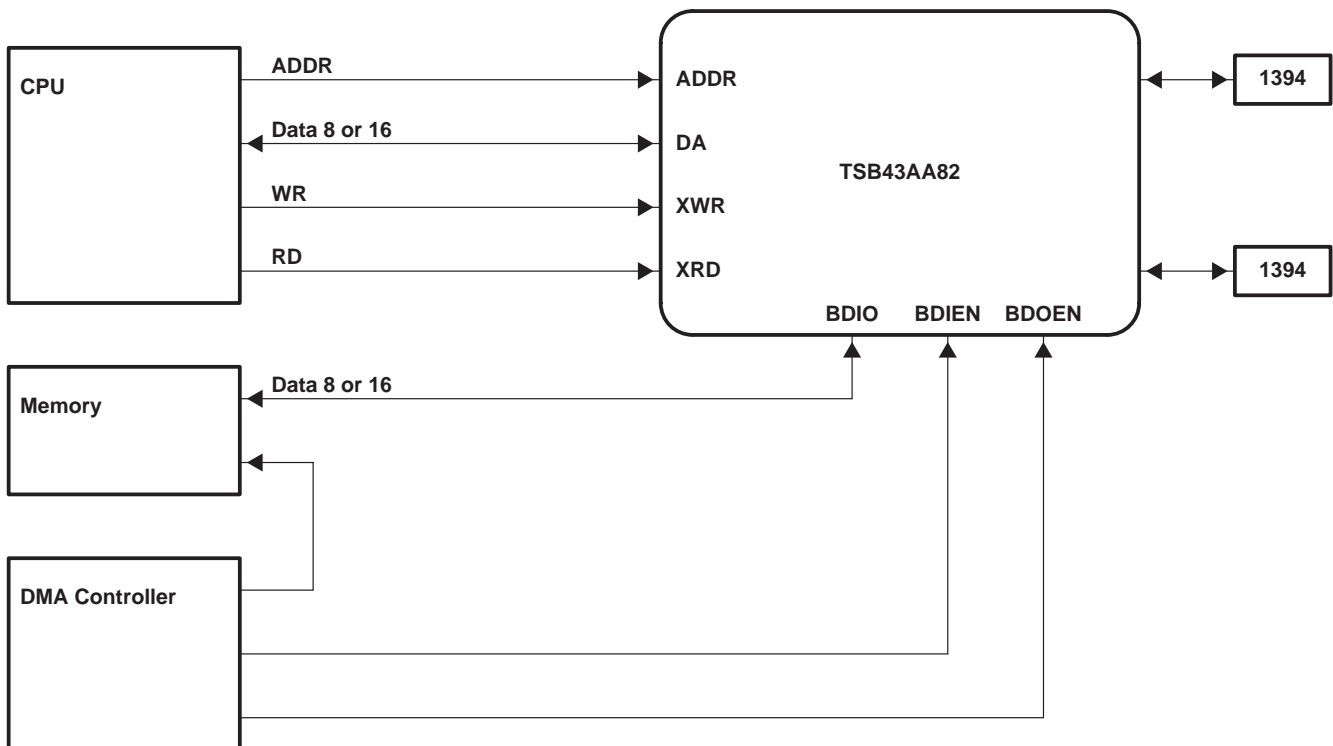 CPU
ADDR
Data 8 or 16
WR
RD
ADDR
DA
XWR
XRD
TSB43AA82
BDIO BDIEN BDOEN
1394
1394
Memory
Data 8 or 16
DMA Controller